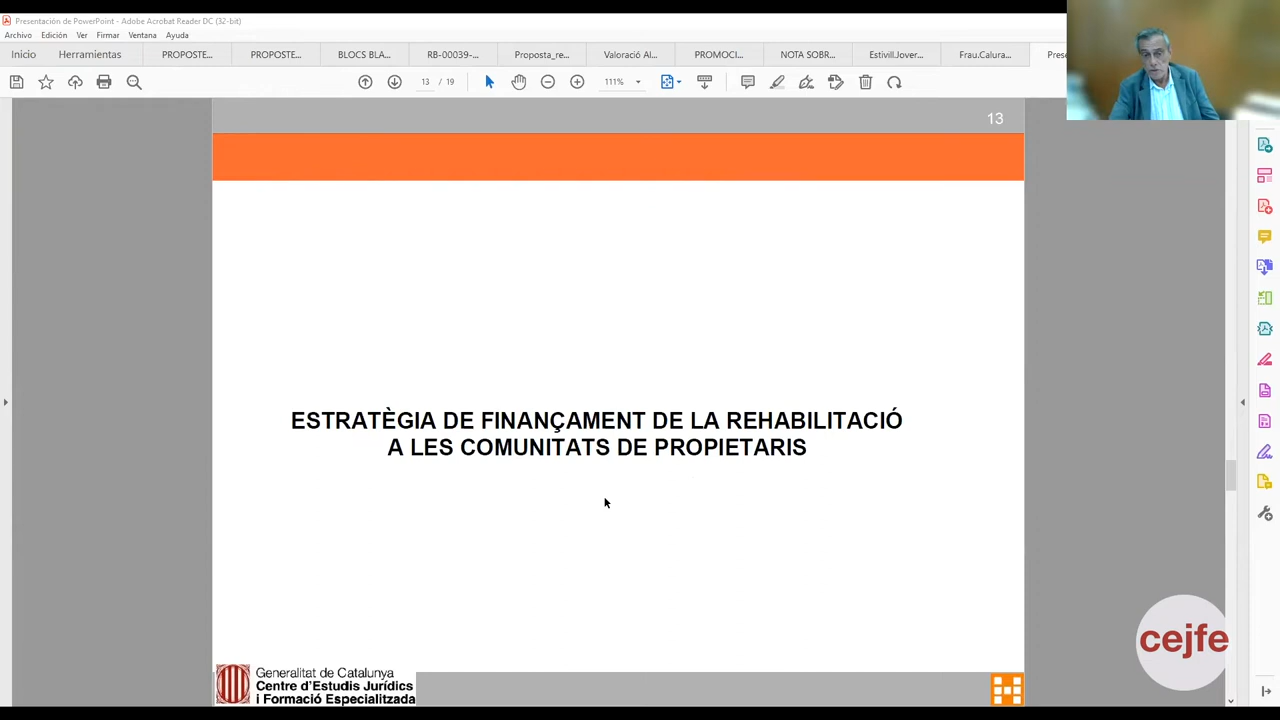 Presentación de PowerPoint - Adobe Acrobat Reader DC (32-bit)
Archivo Edición Ver Firmar Ventana Ayuda
Inicio Herramientas PROPOSTE... PROPOSTE... BLOCS BLA... RB-00039-... Proposta_re... Valoració Al... PROMOCI... NOTA SOBR... Estivill.Jover... Frau.Calura... Pres
13 / 19 111%
13
ESTRATÈGIA DE FINANÇAMENT DE LA REHABILITACIÓ
A LES COMUNITATS DE PROPIETARIS
cejfe
Generalitat de Catalunya
Centre d'Estudis Jurídics
i Formació Especialitzada